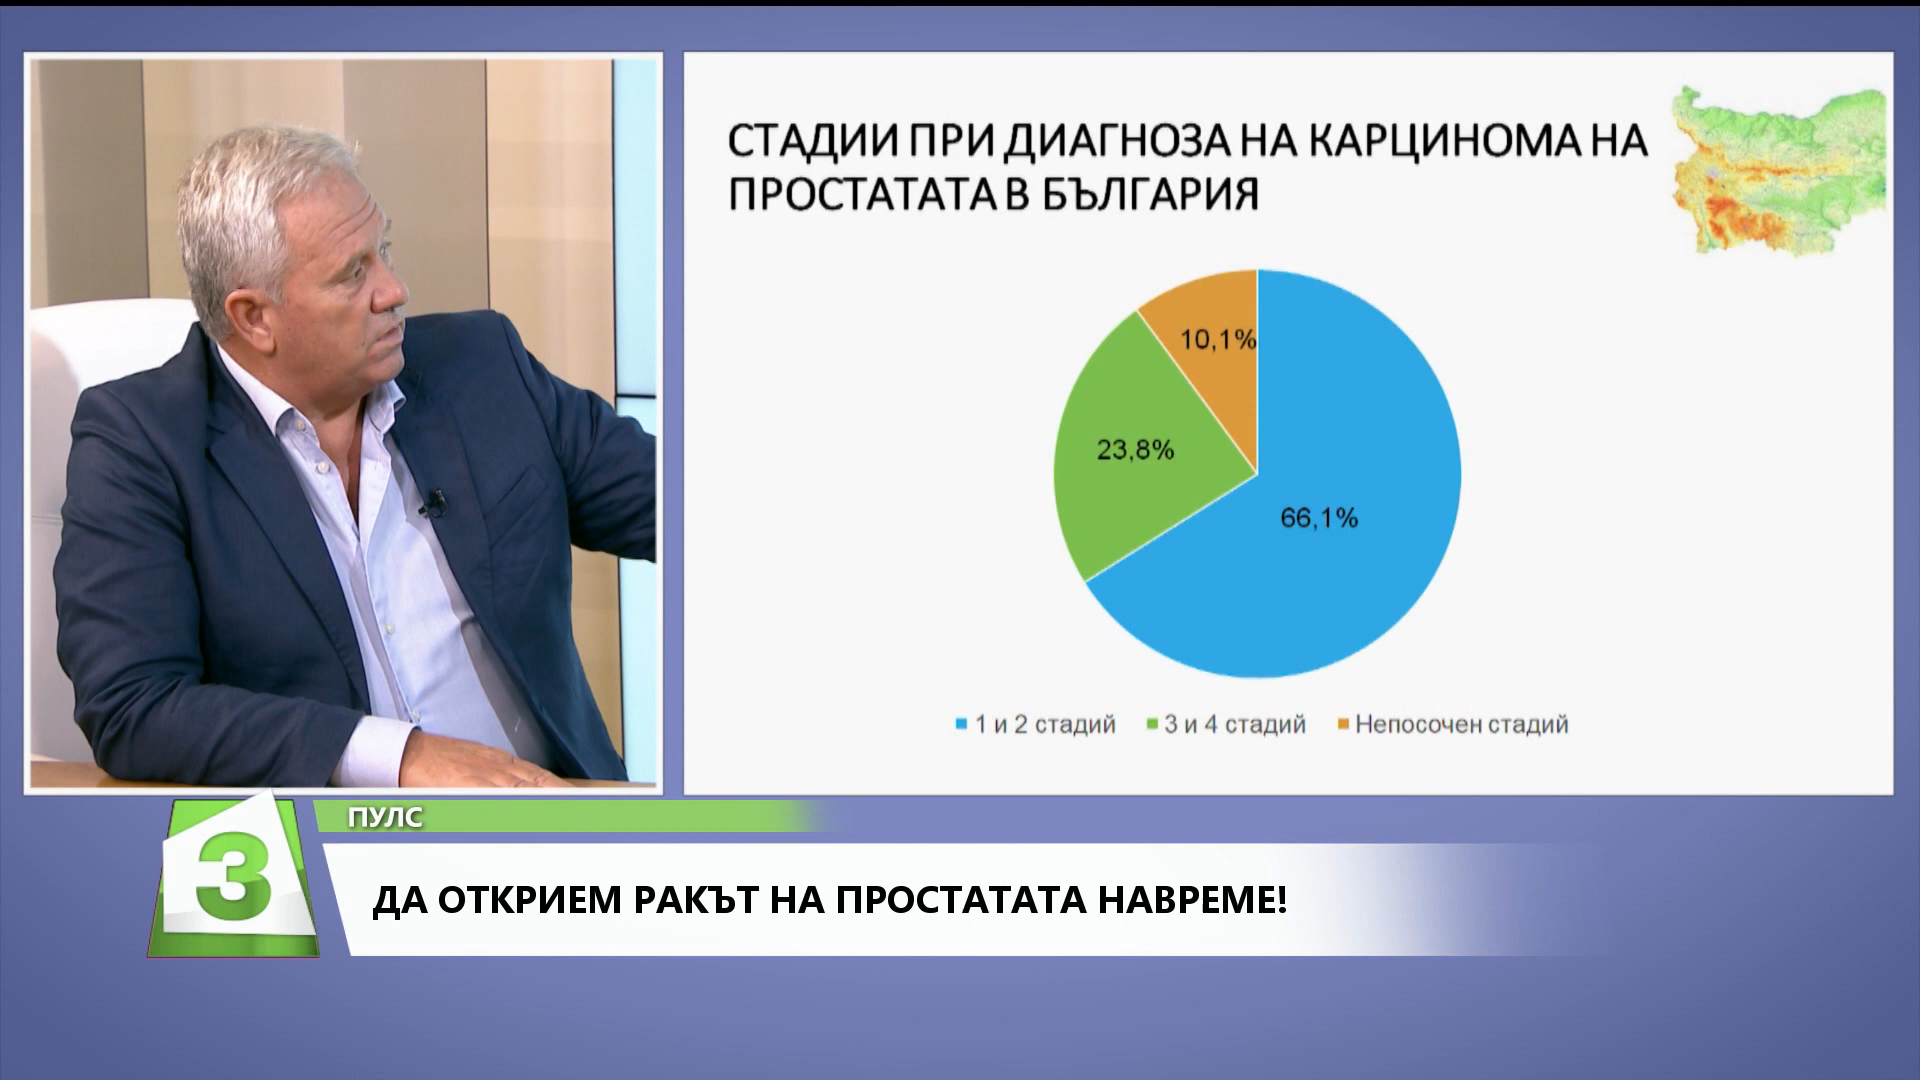 СТАДИИ ПРИ ДИАГНОЗА НА КАРЦИНОМА НА
ПРОСТАТАТА В БЪЛГАРИЯ
10,1%
23,8%
66,1%
1 и 2 стадий 3 и 4 стадий Непосочен стадий
3
ПУЛС
ДА ОТКРИЕМ РАКЪТ НА ПРОСТАТАТА НАВРЕМЕ!